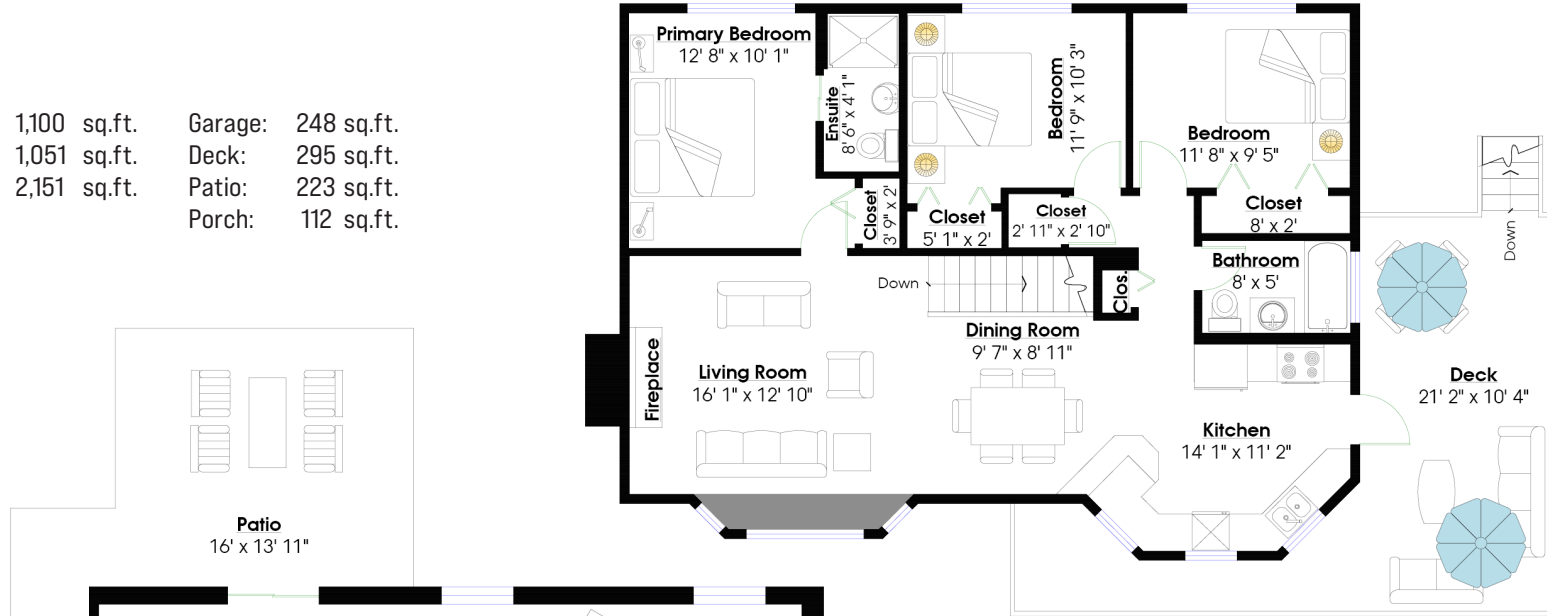 1,100 sq.ft. Garage: 248 sq.ft.
1,051 sq.ft. Deck: 295 sq.ft.
2,151 sq.ft. Patio: 223 sq.ft.
Porch: 112 sq.ft.
Primary Bedroom
12' 8" x 10' 1"
Ensuite
8' 6" x 4' 1"
Bedroom
11' 9" x 10' 3"
Bedroom
11' 8" x 9' 5"
Closet
3' 9" x 2'
Closet
5' 1" x 2'
Closet
2' 11" x 2' 10"
Closet
8' x 2'
Down
Clos.
Bathroom
8' x 5'
Down
Fireplace
Living Room
16' 1" x 12' 10"
Dining Room
9' 7" x 8' 11"
Kitchen
14' 1" x 11' 2"
Deck
21' 2" x 10' 4"
Patio
16' x 13' 11"